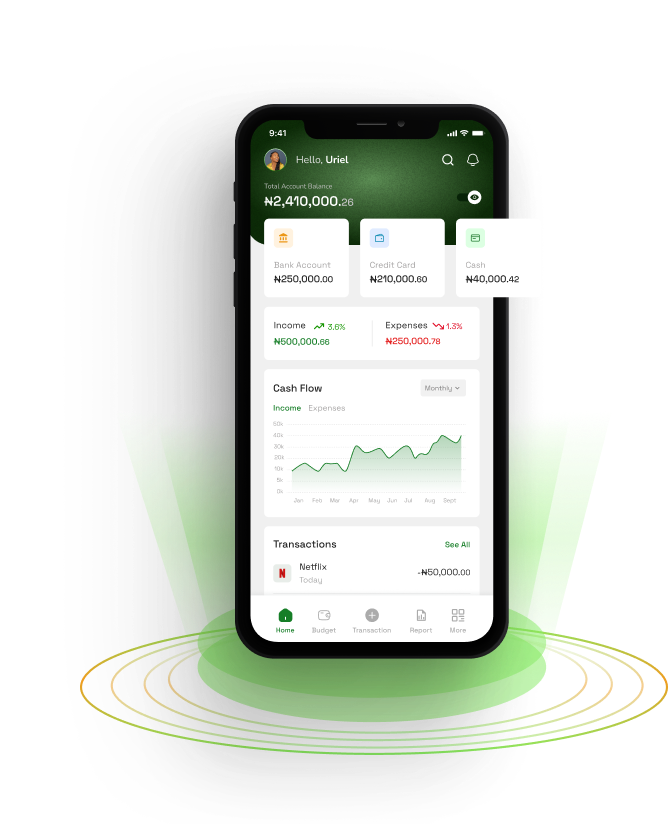 9:41
Hello, Uriel
Total Account Balance
₦2,410,000.26
Bank Account
₦250,000.00
Credit Card
₦210,000.60
Cash
₦40,000.42
Income 3.6%
₦500,000.66
Expenses 1.3%
₦250,000.78
Cash Flow
Monthly
Income Expenses
50k
40k
30k
20k
10k
5k
0k
Jan Feb Mar Apr May Jun Jul Aug Sept
Transactions See All
N
Netflix
Today
-₦50,000.00
Home Budget Transaction Report More